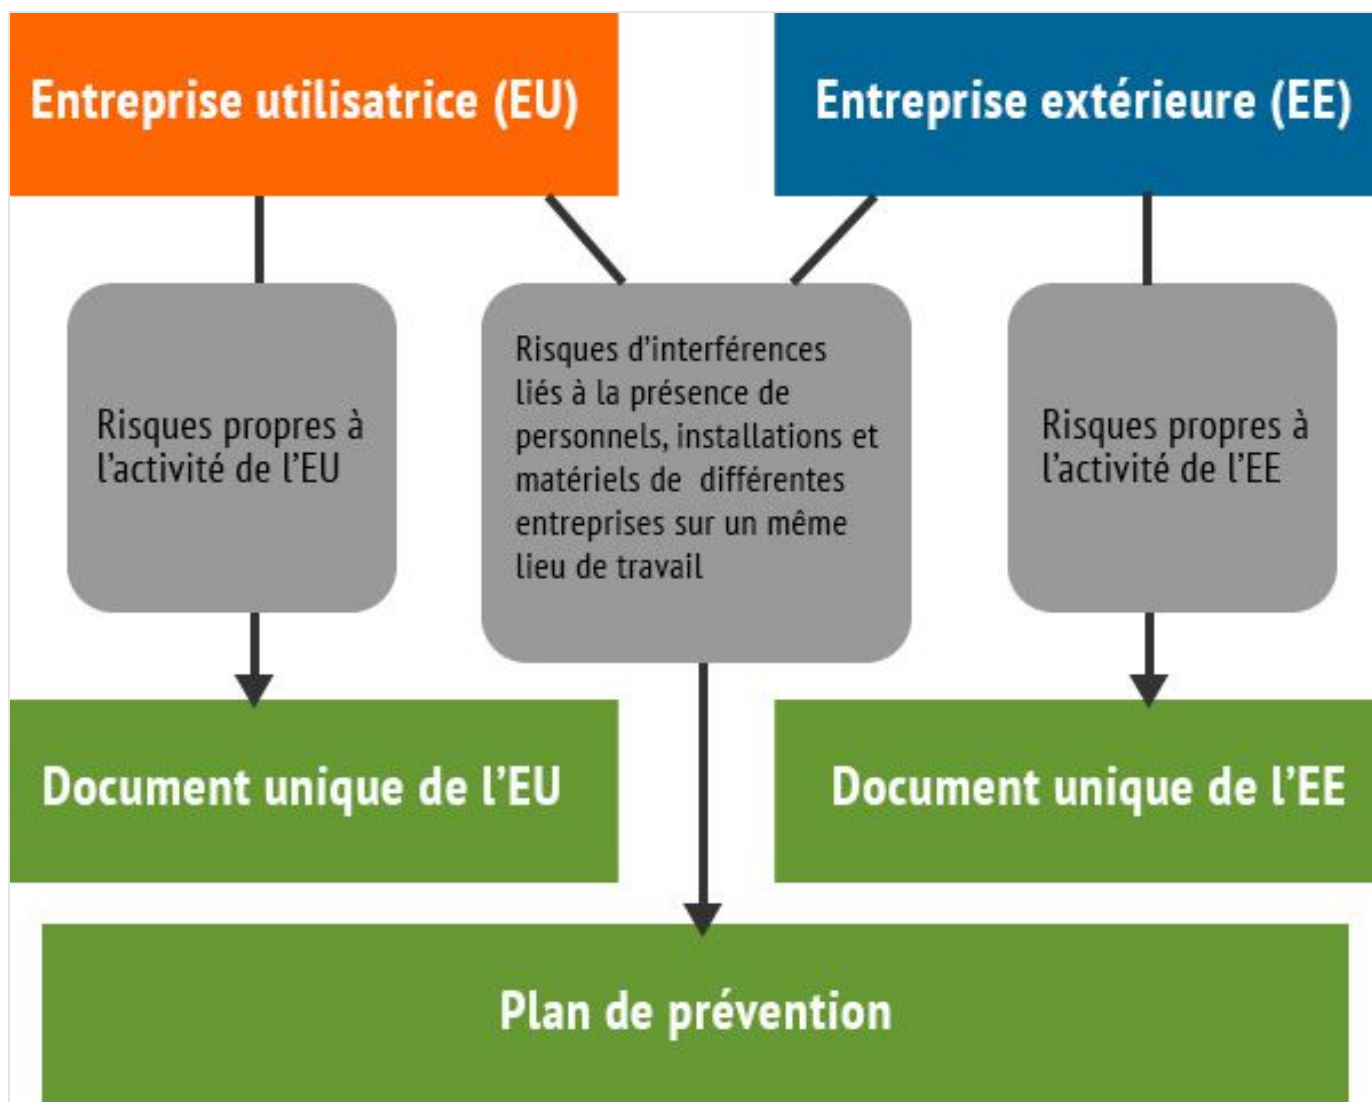 Entreprise utilisatrice (EU)
Entreprise extérieure (EE)
Risques propres à
l'activité de l'EU
Risques d'interférences
liés à la présence de
personnels, installations et
matériels de  différentes
entreprises sur un même
lieu de travail
Risques propres à
l'activité de l'EE
Document unique de l'EU
Document unique de l'EE
Plan de prévention